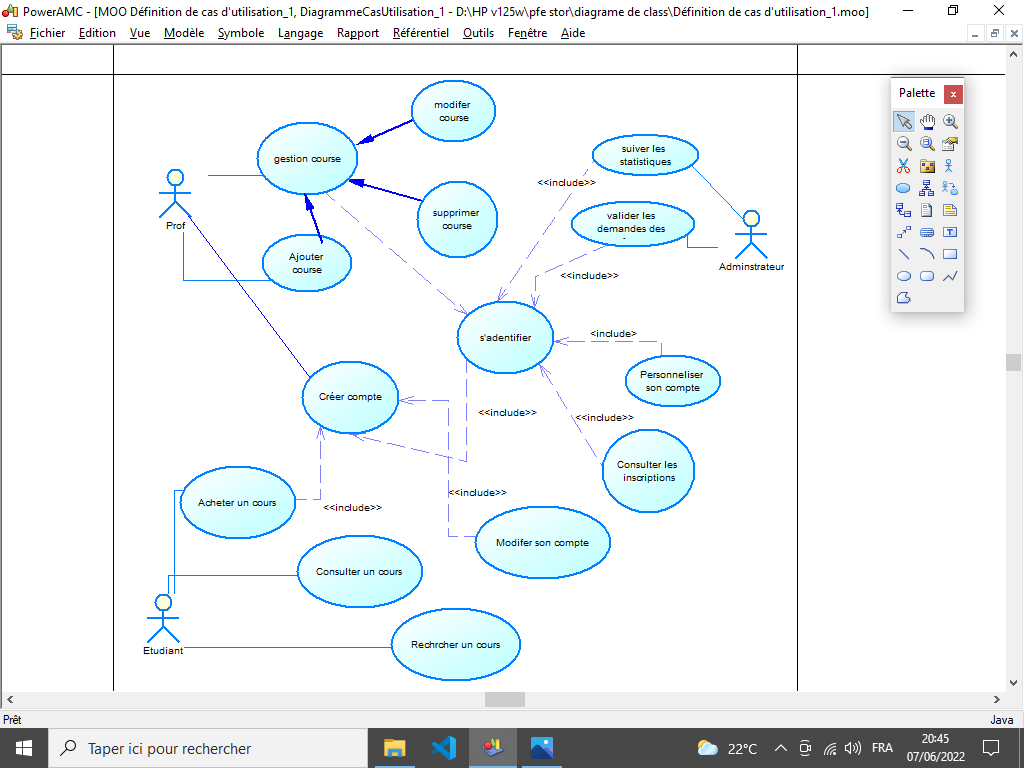 PowerAMC - [MOO Définition de cas d'utilisation_1, DiagrammeCasUtilisation_1 - D:\HP v125w\pfe stor\diagrame de class\Définition de cas d'utilisation_1.moo]
Fichier Edition Vue Modèle Symbole Langage Rapport Référentiel Outils Fenêtre Aide
Palette x
modifer
course
gestion course
suiver les
statistiques
<<include>>
supprimer
course
valider les
demandes des
Prof
Adminstrateur
Ajouter
course
<<include>>
s'adentifier
<include>
Personneliser
son compte
Créer compte
<<include>>
<<include>>
Consulter les
inscriptions
Acheter un cours
<<include>>
<<include>>
Modifer son compte
Consulter un cours
Etudiant
Rechrcher un cours
Prêt
Java
Taper ici pour rechercher
22°C
FRA
20:45
07/06/2022